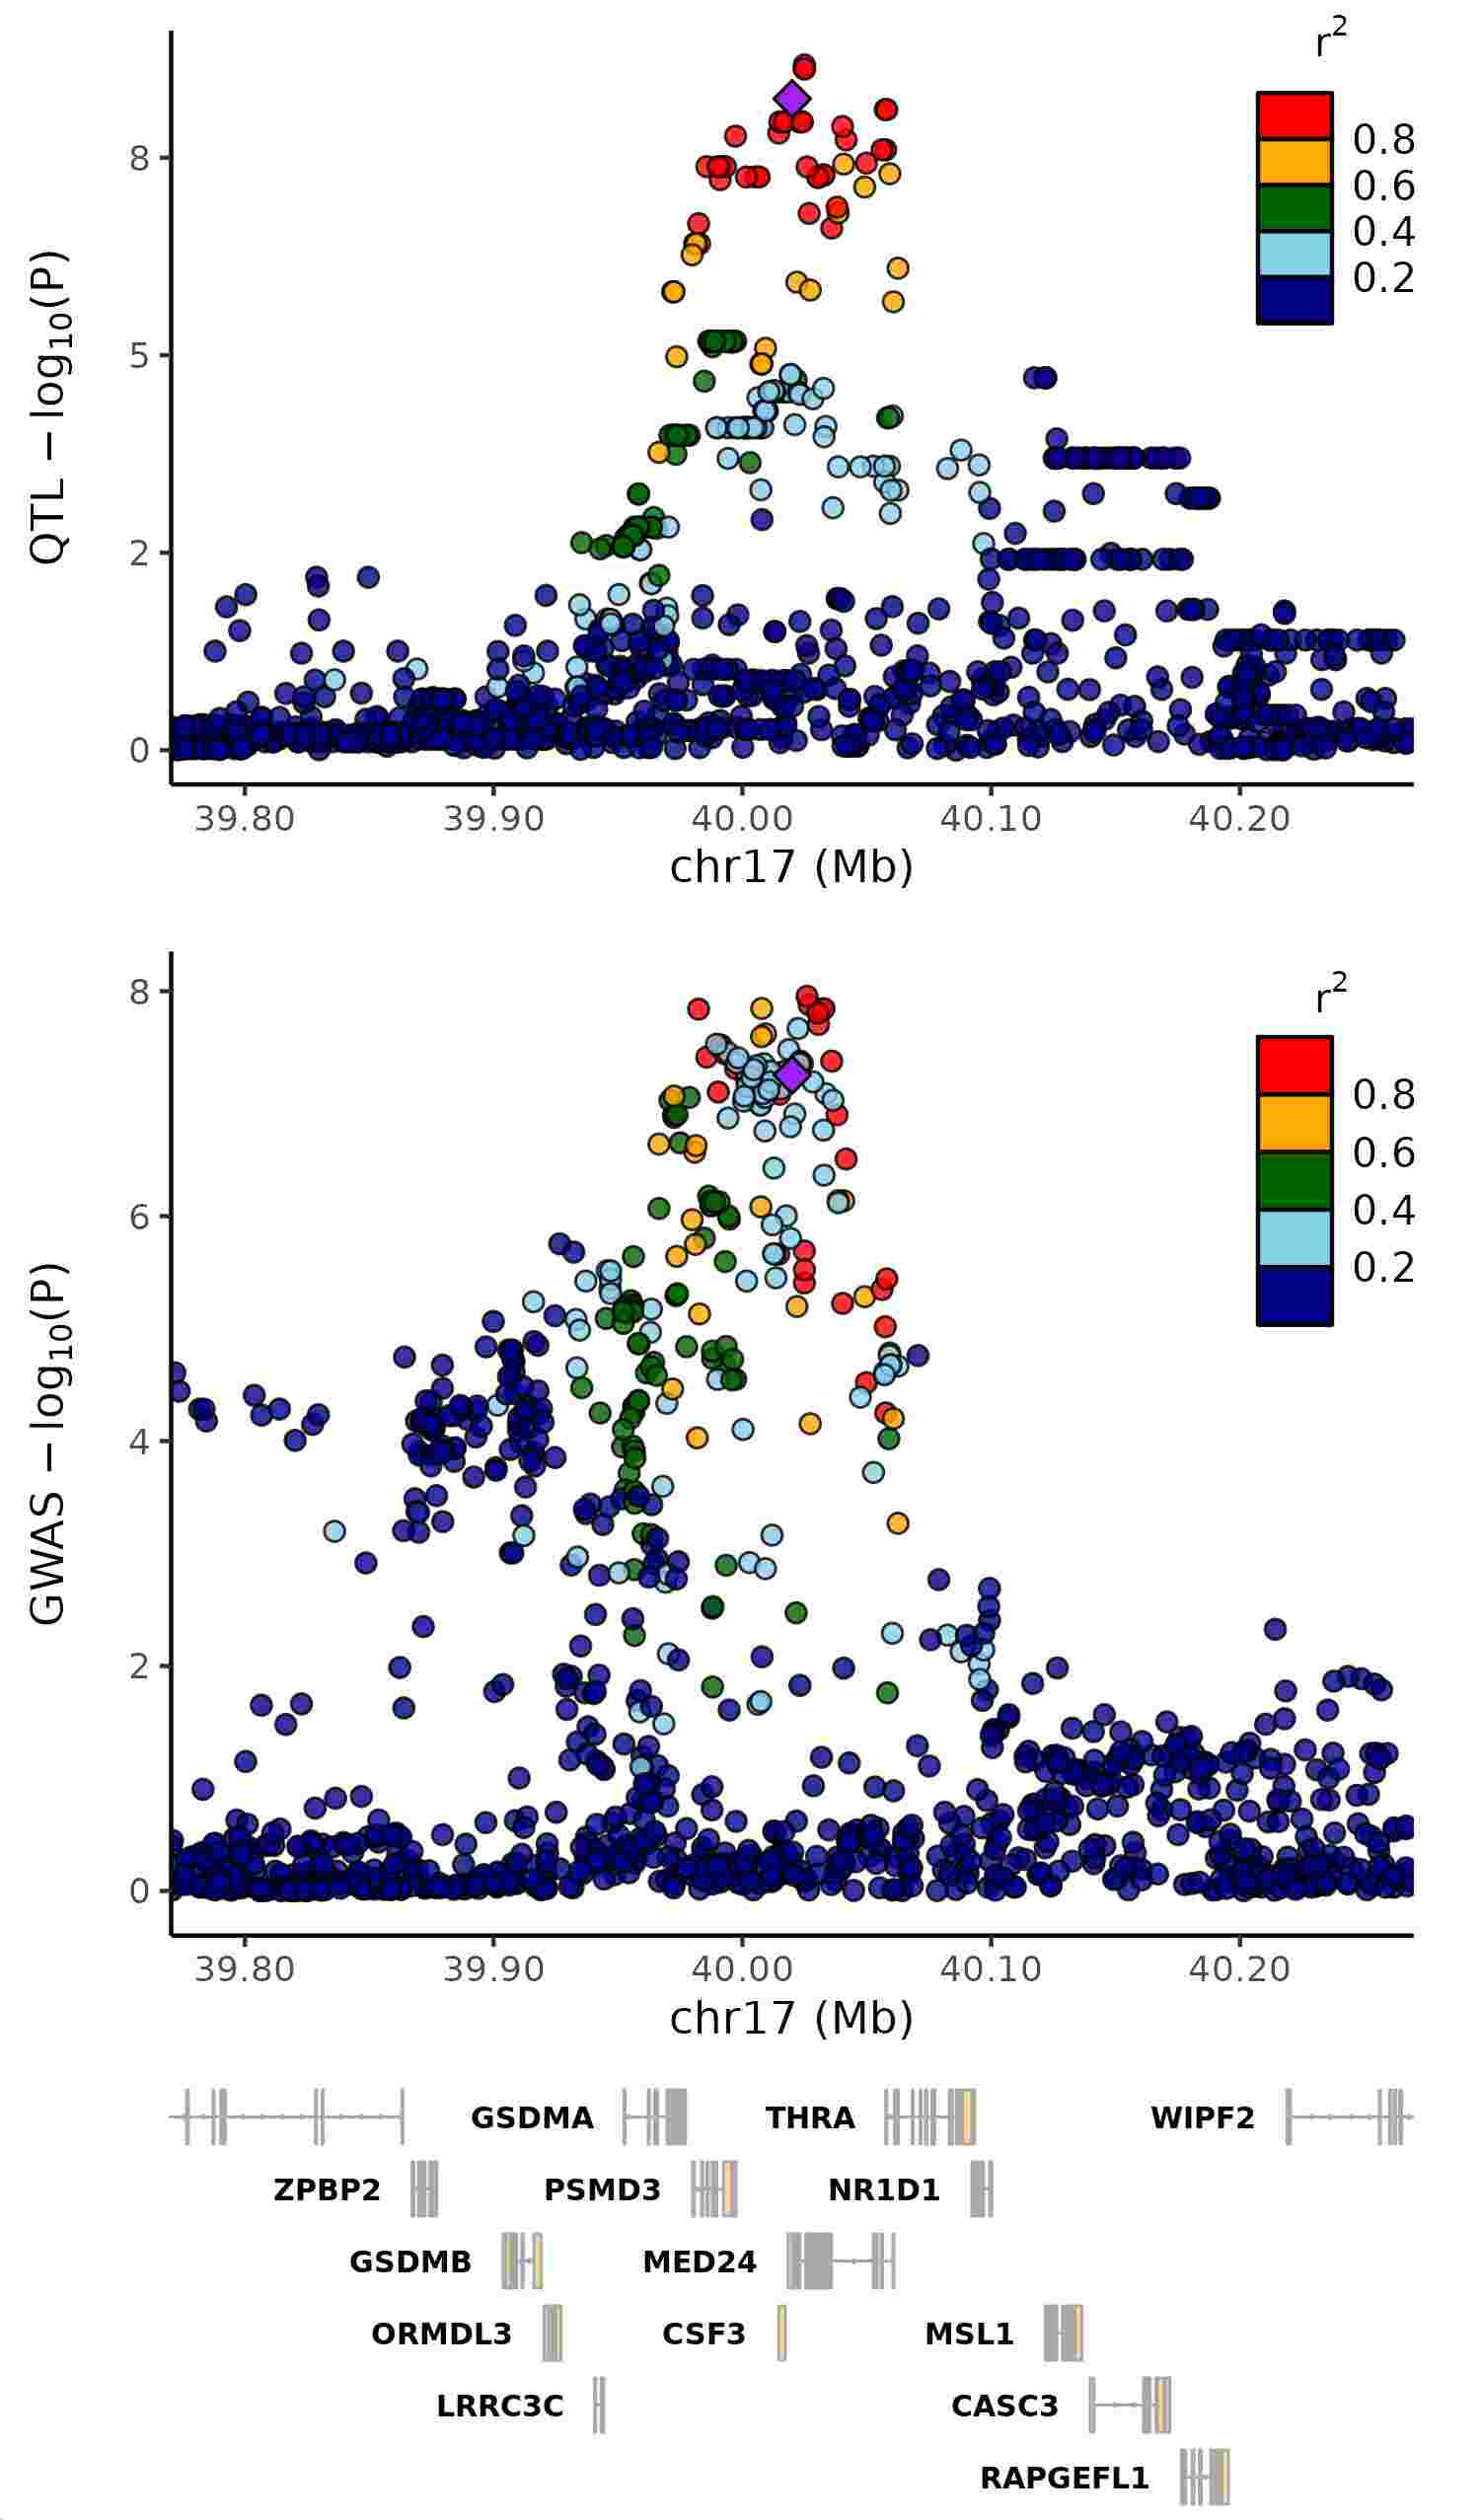 r²
0.8
0.6
0.4
0.2
QTL −log₁₀(P)
8
5
2
0
39.80 39.90 40.00 40.10 40.20
chr17 (Mb)
r²
0.8
0.6
0.4
0.2
GWAS −log₁₀(P)
8
6
4
2
0
39.80 39.90 40.00 40.10 40.20
chr17 (Mb)
GSDMA THRA WIPF2
ZPBP2 PSMD3 NR1D1
GSDMB MED24
ORMDL3 CSF3 MSL1
LRRC3C CASC3
RAPGEFL1